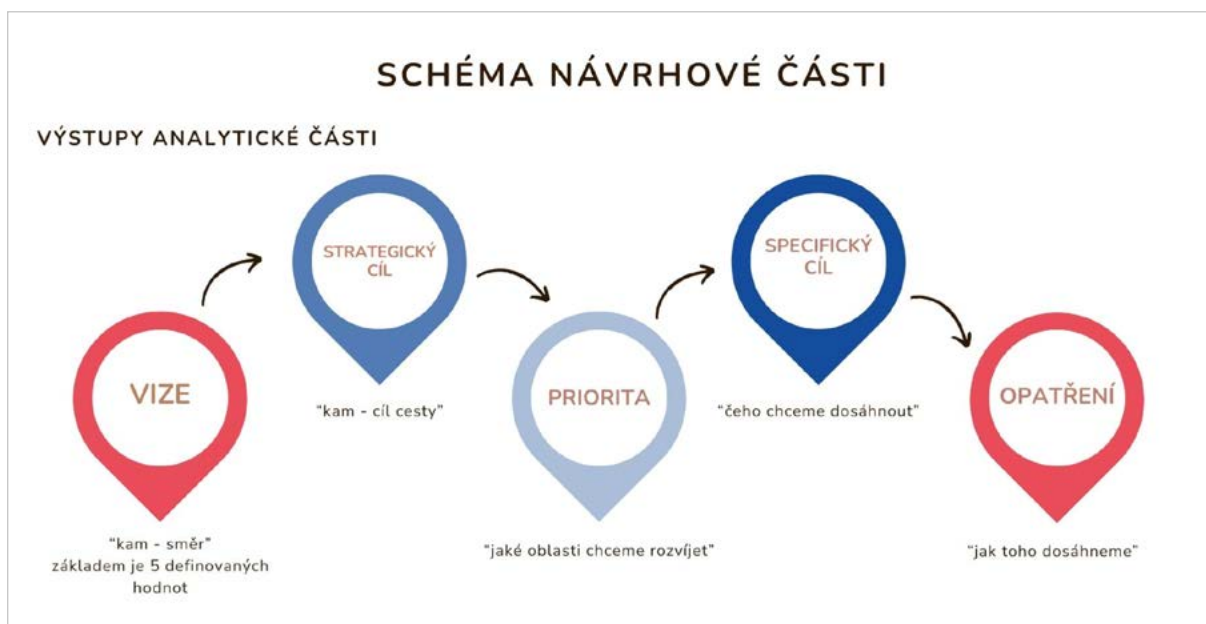 SCHÉMA NÁVRHOVÉ ČÁSTI
VÝSTUPY ANALYTICKÉ ČÁSTI
VIZE
“kam - směr”
základem je 5 definovaných
hodnot
STRATEGICKÝ
CÍL
“kam - cíl cesty”
PRIORITA
“jaké oblasti chceme rozvíjet”
SPECIFICKÝ
CÍL
“čeho chceme dosáhnout”
OPATŘENÍ
“jak toho dosáhneme”